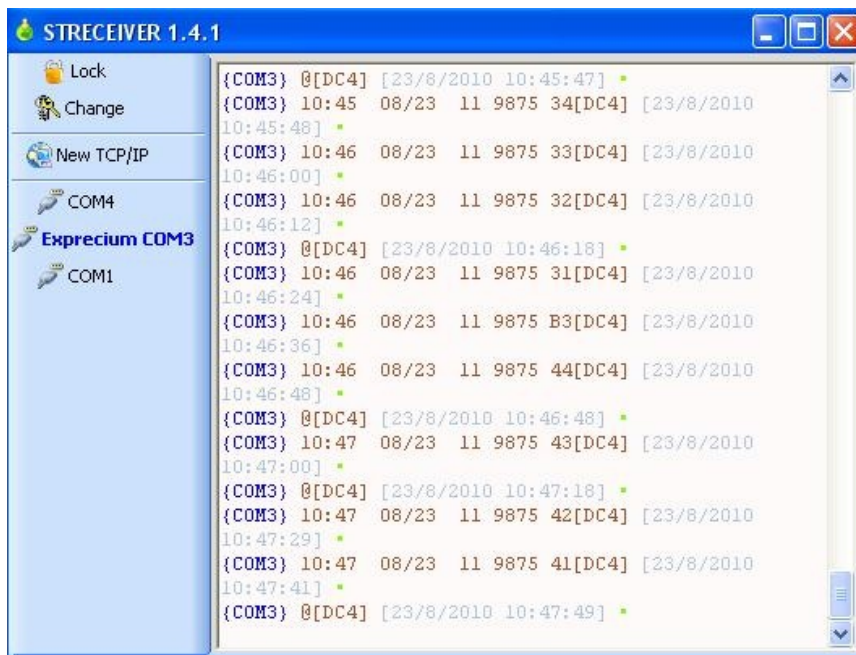 STRECEIVER 1.4.1
Lock
Change
New TCP/IP
COM4
Exprecium COM3
COM1
{COM3} @[DC4] [23/8/2010 10:45:47]
{COM3} 10:45  08/23  11 9875 34[DC4] [23/8/2010
10:45:48]
{COM3} 10:46  08/23  11 9875 33[DC4] [23/8/2010
10:46:00]
{COM3} 10:46  08/23  11 9875 32[DC4] [23/8/2010
10:46:12]
{COM3} @[DC4] [23/8/2010 10:46:18]
{COM3} 10:46  08/23  11 9875 31[DC4] [23/8/2010
10:46:24]
{COM3} 10:46  08/23  11 9875 B3[DC4] [23/8/2010
10:46:36]
{COM3} 10:46  08/23  11 9875 44[DC4] [23/8/2010
10:46:48]
{COM3} @[DC4] [23/8/2010 10:46:48]
{COM3} 10:47  08/23  11 9875 43[DC4] [23/8/2010
10:47:00]
{COM3} @[DC4] [23/8/2010 10:47:18]
{COM3} 10:47  08/23  11 9875 42[DC4] [23/8/2010
10:47:29]
{COM3} 10:47  08/23  11 9875 41[DC4] [23/8/2010
10:47:41]
{COM3} @[DC4] [23/8/2010 10:47:49]